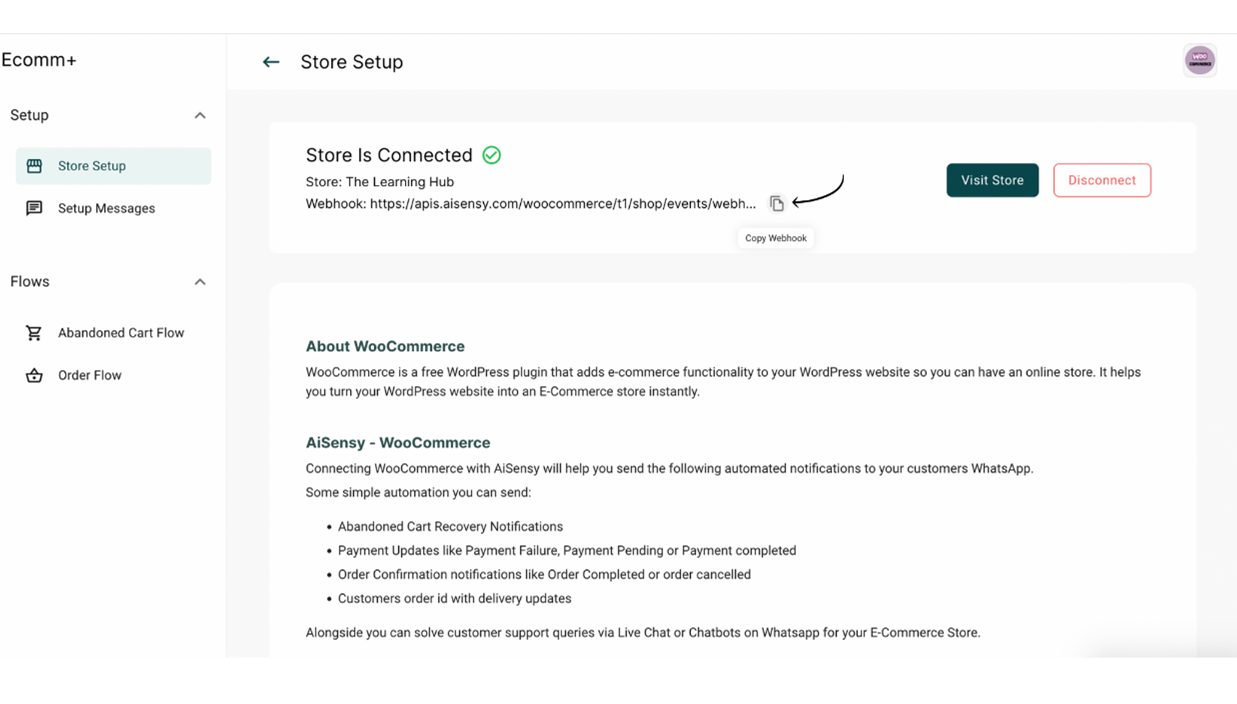 Ecomm+
Store Setup
WOO
COMMERCE
Setup
Store Setup
Setup Messages
Flows
Abandoned Cart Flow
Order Flow
Store Is Connected
Store: The Learning Hub
Webhook: https://apis.aisensy.com/woocommerce/t1/shop/events/webh...
Copy Webhook
Visit Store
Disconnect
About WooCommerce
WooCommerce is a free WordPress plugin that adds e-commerce functionality to your WordPress website so you can have an online store. It helps
you turn your WordPress website into an E-Commerce store instantly.
AiSensy - WooCommerce
Connecting WooCommerce with AiSensy will help you send the following automated notifications to your customers WhatsApp.
Some simple automation you can send:
• Abandoned Cart Recovery Notifications
• Payment Updates like Payment Failure, Payment Pending or Payment completed
• Order Confirmation notifications like Order Completed or order cancelled
• Customers order id with delivery updates
Alongside you can solve customer support queries via Live Chat or Chatbots on Whatsapp for your E-Commerce Store.